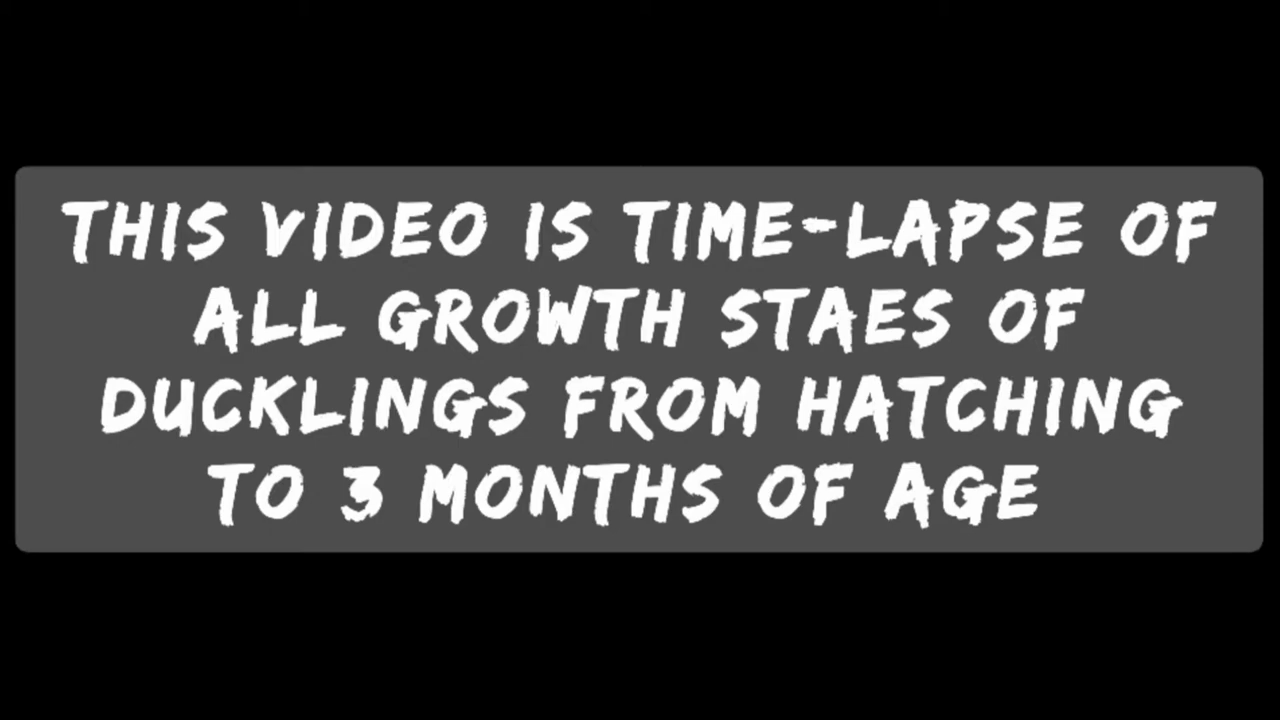 THIS VIDEO IS TIME-LAPSE OF
ALL GROWTH STAES OF
DUCKLINGS FROM HATCHING
TO 3 MONTHS OF AGE